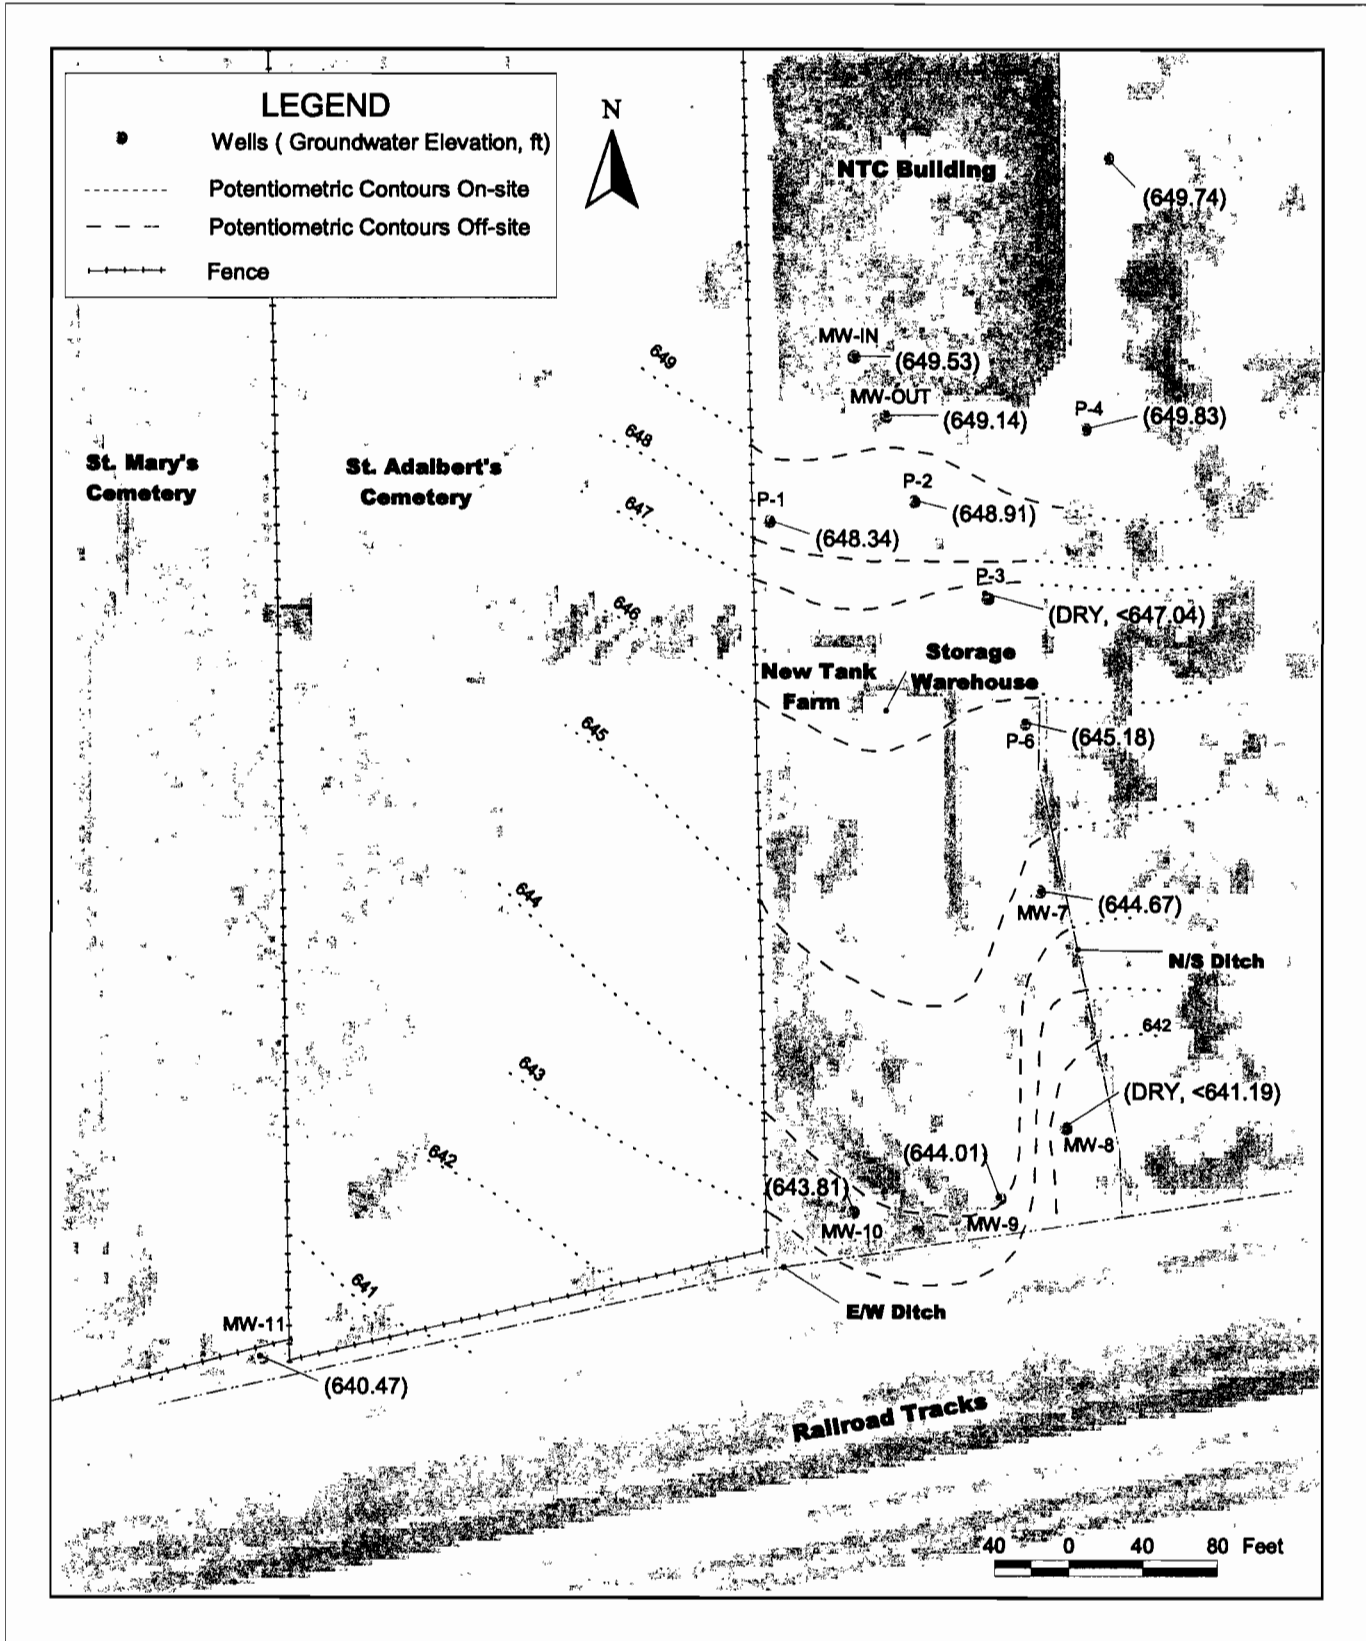 LEGEND
Wells ( Groundwater Elevation, ft)
Potentiometric Contours On-site
Potentiometric Contours Off-site
Fence
N
NTC Building
(649.74)
MW-IN
(649.53)
649
MW-OUT
(649.14)
P-4
(649.83)
648
St. Mary's
Cemetery
St. Adalbert's
Cemetery
647
P-1
(648.34)
P-2
(648.91)
P-3
(DRY, <647.04)
646
Storage
Warehouse
New Tank
Farm
645
P-6
(645.18)
644
MW-7
(644.67)
N/S Ditch
642
643
(DRY, <641.19)
MW-8
642
(644.01)
MW-9
(643.81)
MW-10
641
E/W Ditch
MW-11
(640.47)
Railroad Tracks
40 0 40 80 Feet